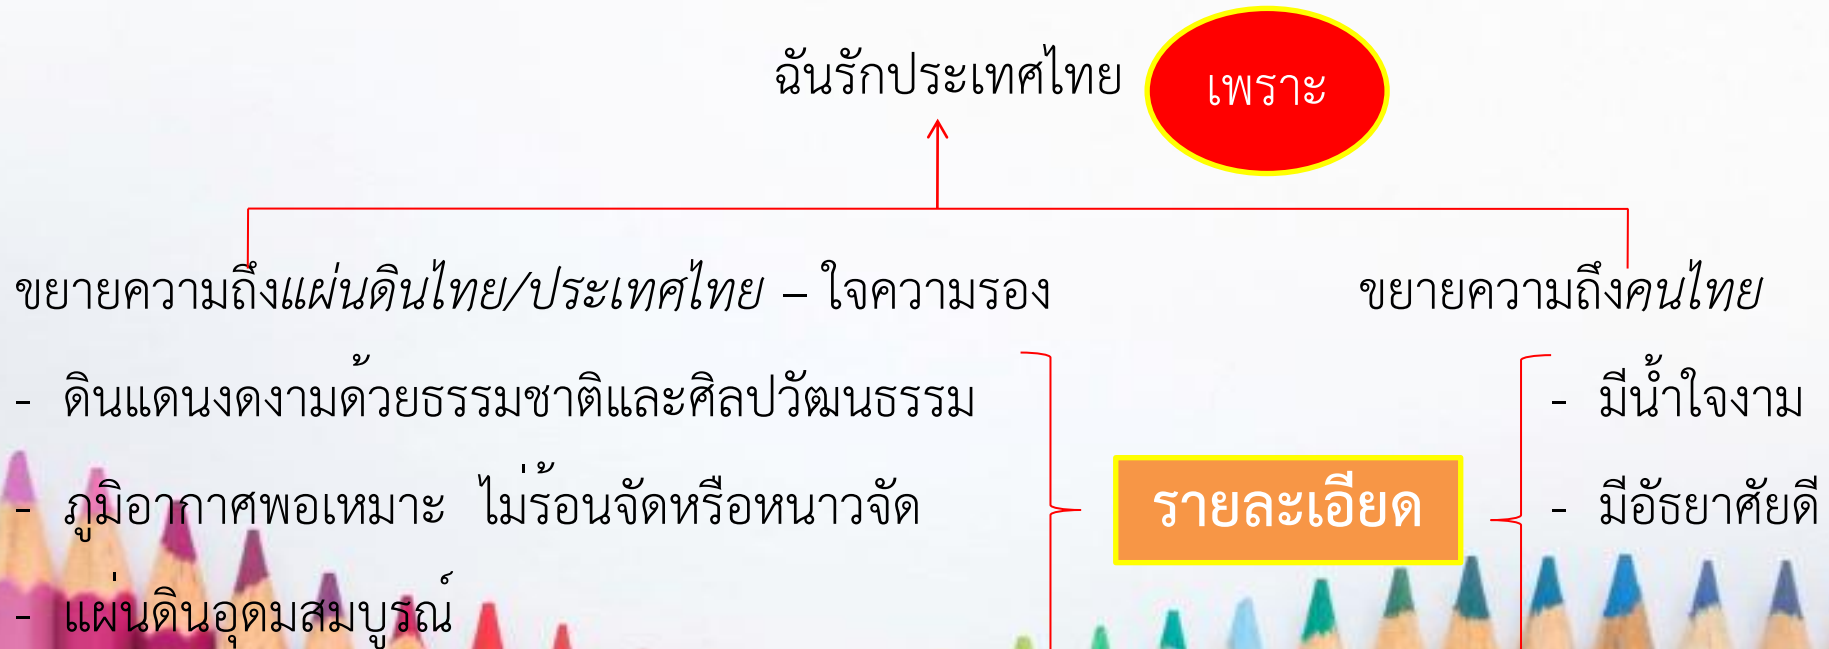 ฉันรักประเทศไทย
เพราะ
ขยายความถึงแผ่นดินไทย/ประเทศไทย – ใจความรอง
- ดินแดนงดงามด้วยธรรมชาติและศิลปวัฒนธรรม
- ภูมิอากาศพอเหมาะ ไม่ร้อนจัดหรือหนาวจัด
- แผ่นดินอุดมสมบูรณ์
รายละเอียด
ขยายความถึงคนไทย
- มีน้ำใจงาม
- มีอัธยาศัยดี